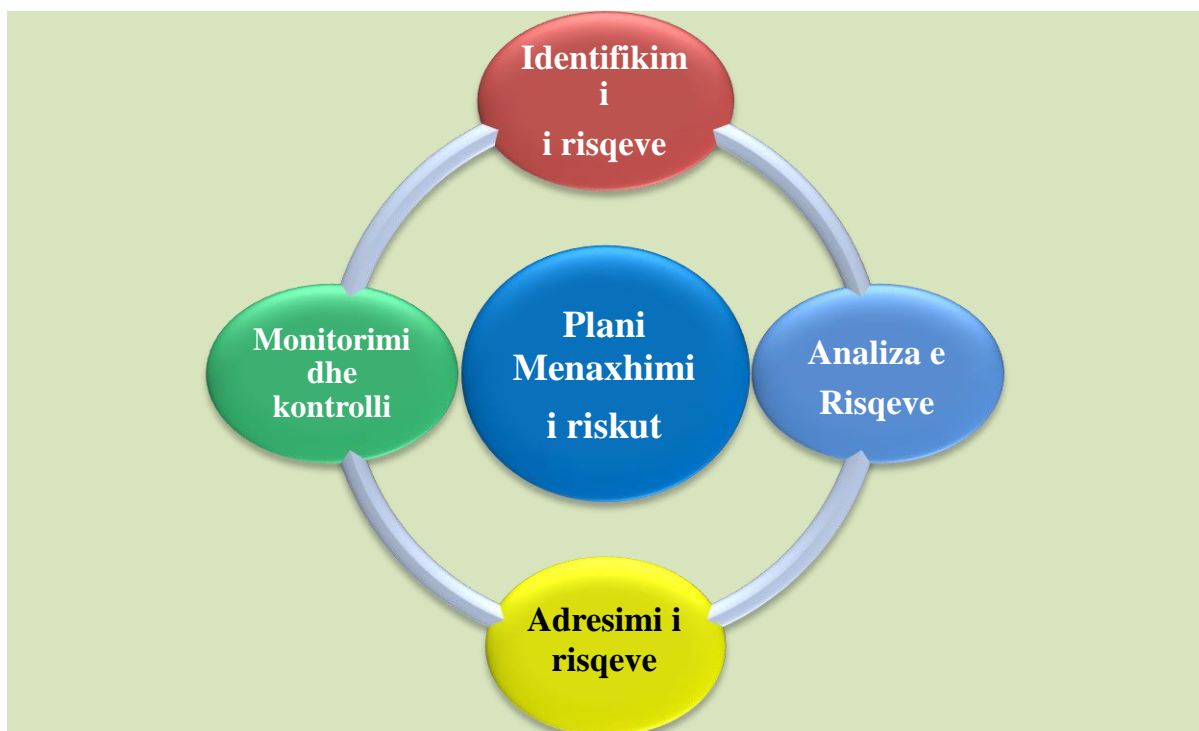 Identifikim
i
i risqeve
Plani
Menaxhimi
i riskut
Monitorimi
dhe
kontrolli
Analiza e
Risqeve
Adresimi i
risqeve